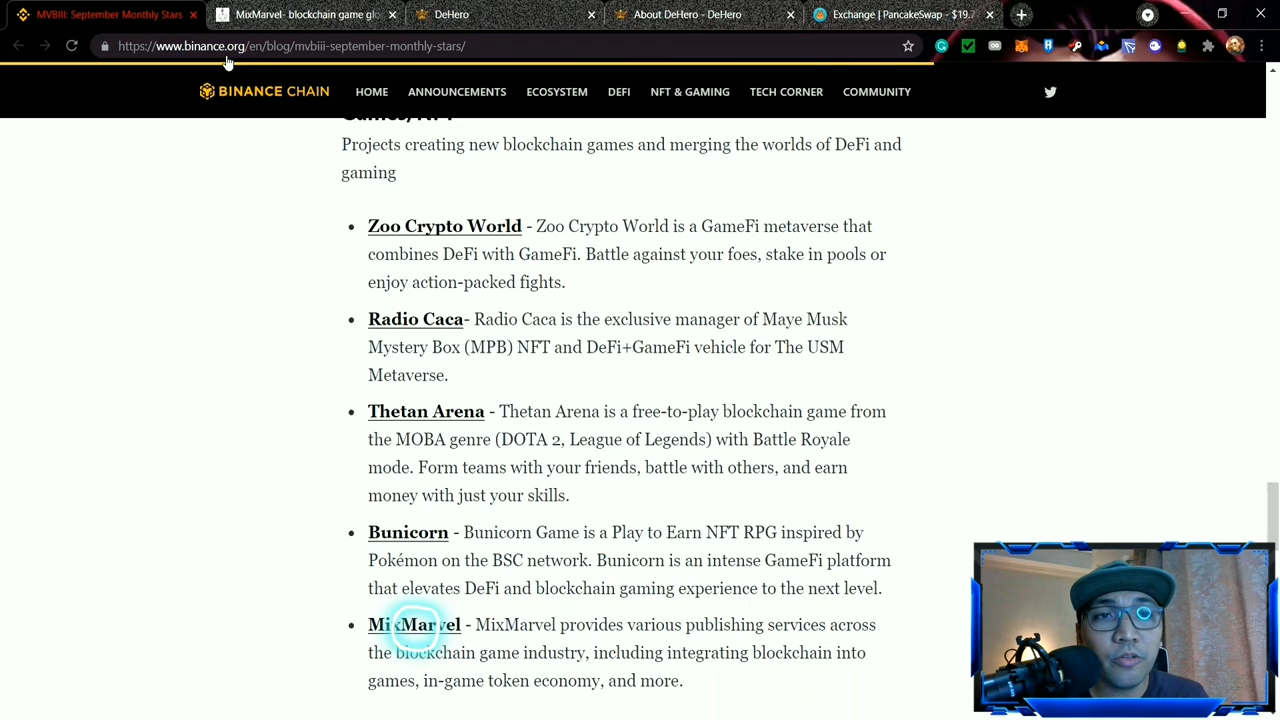 MVBIII: September Monthly Stars
MixMarvel- blockchain game glo
DeHero
About DeHero - DeHero
Exchange | PancakeSwap - $19.7
https://www.binance.org/en/blog/mvbiii-september-monthly-stars/
BINANCE CHAIN
HOME
ANNOUNCEMENTS
ECOSYSTEM
DEFI
NFT & GAMING
TECH CORNER
COMMUNITY
Games/NFT
Projects creating new blockchain games and merging the worlds of DeFi and
gaming
Zoo Crypto World - Zoo Crypto World is a GameFi metaverse that
combines DeFi with GameFi. Battle against your foes, stake in pools or
enjoy action-packed fights.
Radio Caca- Radio Caca is the exclusive manager of Maye Musk
Mystery Box (MPB) NFT and DeFi+GameFi vehicle for The USM
Metaverse.
Thetan Arena - Thetan Arena is a free-to-play blockchain game from
the MOBA genre (DOTA 2, League of Legends) with Battle Royale
mode. Form teams with your friends, battle with others, and earn
money with just your skills.
Bunicorn - Bunicorn Game is a Play to Earn NFT RPG inspired by
Pokémon on the BSC network. Bunicorn is an intense GameFi platform
that elevates DeFi and blockchain gaming experience to the next level.
MixMarvel - MixMarvel provides various publishing services across
the blockchain game industry, including integrating blockchain into
games, in-game token economy, and more.